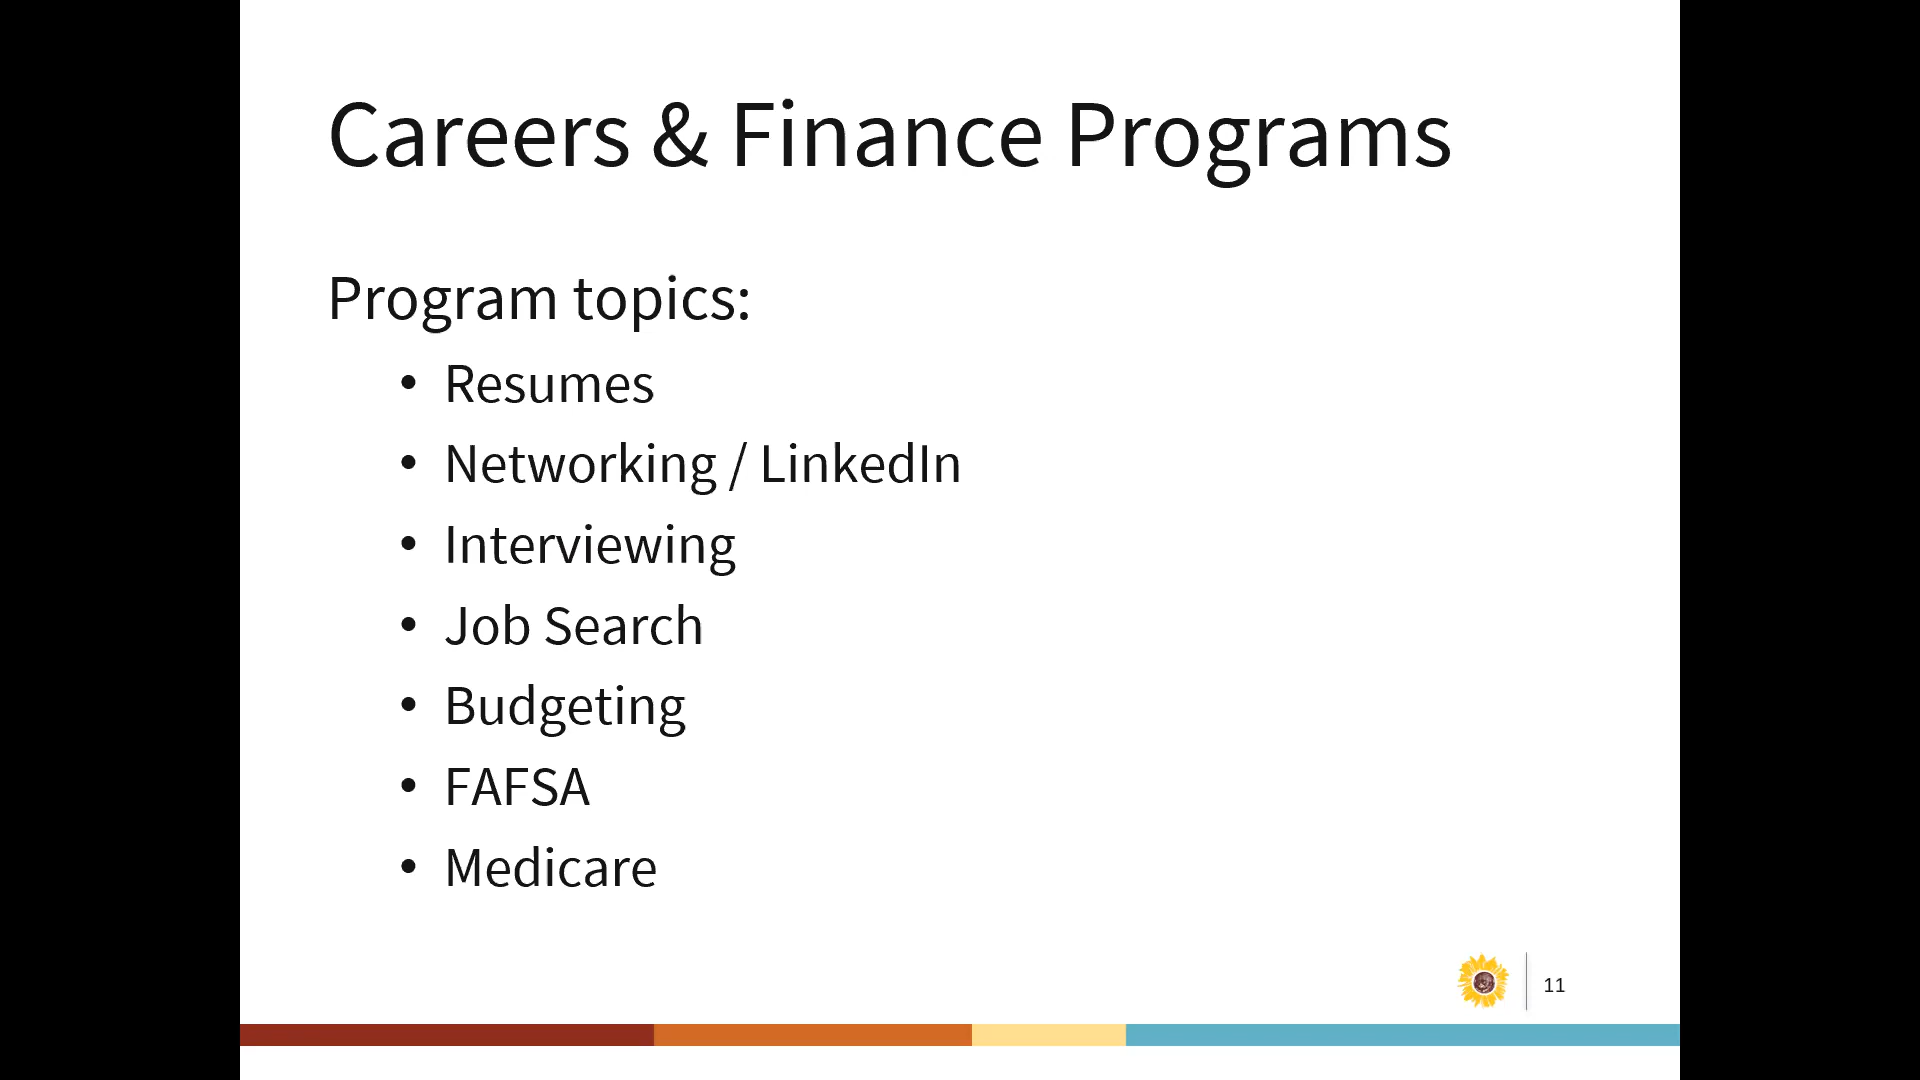 Careers & Finance Programs
Program topics:
• Resumes
• Networking / LinkedIn
• Interviewing
• Job Search
• Budgeting
• FAFSA
• Medicare
11